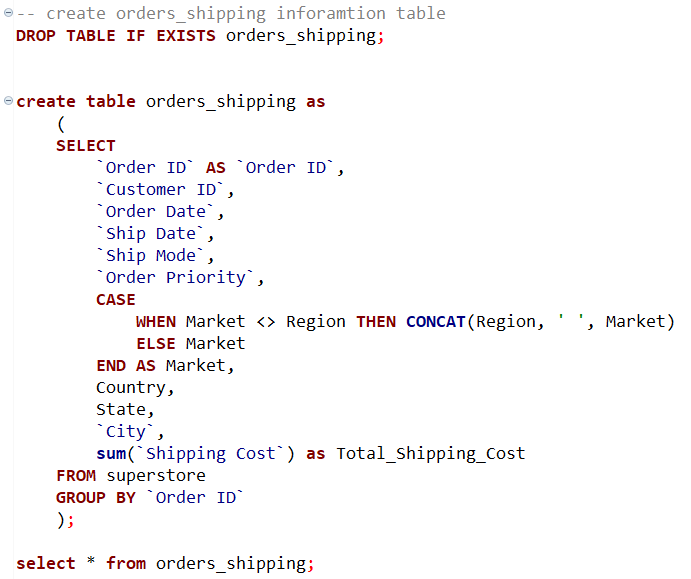 -- create orders_shipping inforamtion table
DROP TABLE IF EXISTS orders_shipping;
create table orders_shipping as
(
SELECT
`Order ID` AS `Order ID`,
`Customer ID`,
`Order Date`,
`Ship Date`,
`Ship Mode`,
`Order Priority`,
CASE
WHEN Market <> Region THEN CONCAT(Region, ' ', Market)
ELSE Market
END AS Market,
Country,
State,
`City`,
sum(`Shipping Cost`) as Total_Shipping_Cost
FROM superstore
GROUP BY `Order ID`
);
select * from orders_shipping;